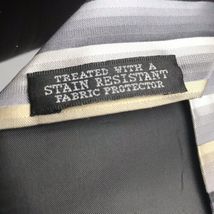 TREATED WITH A
STAIN RESISTANT
FABRIC PROTECTOR